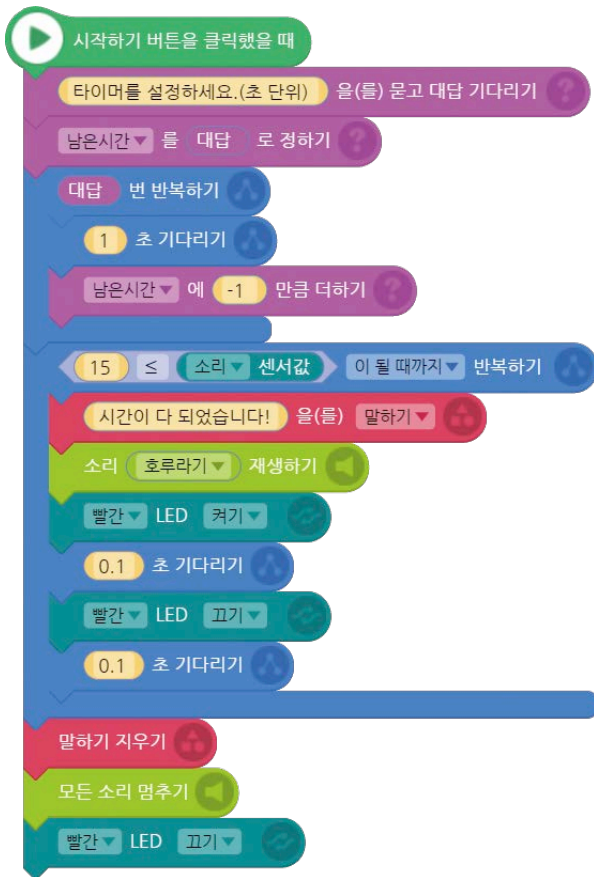 시작하기 버튼을 클릭했을 때
타이머를 설정하세요.(초 단위) 을(를) 묻고 대답 기다리기 ?
남은시간 ▼ 를 대답 로 정하기 ?
대답 번 반복하기
1 초 기다리기
남은시간 ▼ 에 -1 만큼 더하기 ?
15 ≤ 소리 ▼ 센서값 이 될 때까지 ▼ 반복하기
시간이 다 되었습니다! 을(를) 말하기 ▼
소리 호루라기 ▼ 재생하기
빨간 ▼ LED 켜기 ▼
0.1 초 기다리기
빨간 ▼ LED 끄기 ▼
0.1 초 기다리기
말하기 지우기
모든 소리 멈추기
빨간 ▼ LED 끄기 ▼